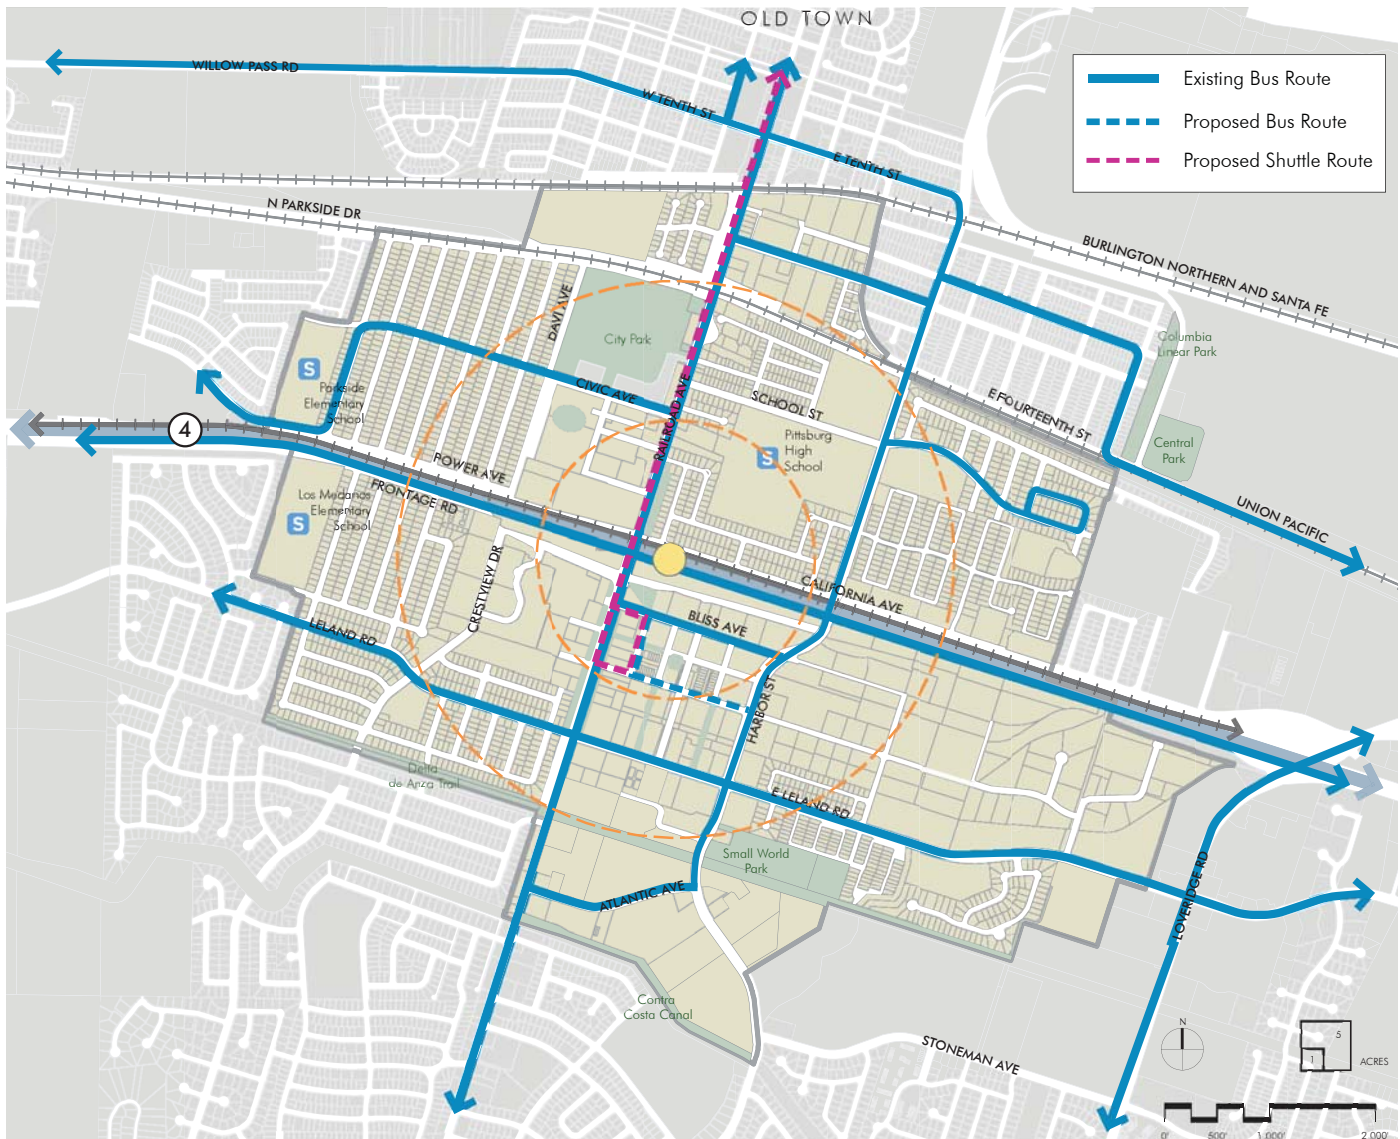 OLD TOWN
Existing Bus Route
Proposed Bus Route
Proposed Shuttle Route
WILLOW PASS RD
W TENTH ST
E TENTH ST
N PARKSIDE DR
BURLINGTON NORTHERN AND SANTA FE
DAVI AVE
City Park
Columbia
Linear Park
S
Parkside
Elementary
School
CIVIC AVE
RAILROAD AVE
SCHOOL ST
E FOURTEENTH ST
4
S
Pittsburg
High
School
Central
Park
POWER AVE
FRONTAGE RD
Los Medanos
Elementary
School
S
UNION PACIFIC
CRESTVIEW DR
CALIFORNIA AVE
BLISS AVE
LELAND RD
HARBOR ST
Delta
de Anza Trail
E LELAND RD
Small World
Park
ATLANTIC AVE
LOVERIDGE RD
Contra
Costa Canal
STONEMAN AVE
N
5
1
ACRES
0' 500' 1,000' 2,000'